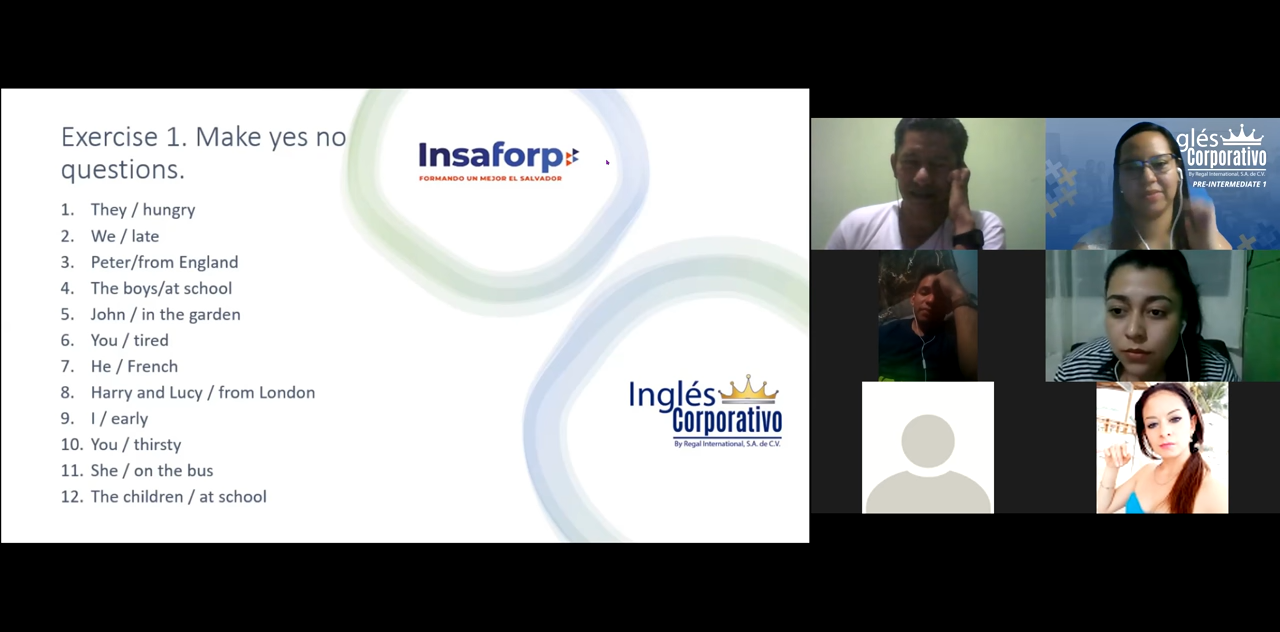 Exercise 1. Make yes no
questions.
1. They / hungry
2. We / late
3. Peter/from England
4. The boys/at school
5. John / in the garden
6. You / tired
7. He / French
8. Harry and Lucy / from London
9. I / early
10. You / thirsty
11. She / on the bus
12. The children / at school
Insaforp
FORMANDO UN MEJOR EL SALVADOR
Inglés
Corporativo
By Regal International, S.A. de C.V.
glés
Corporativo
By Regal International, S.A. de C.V.
PRE-INTERMEDIATE 1